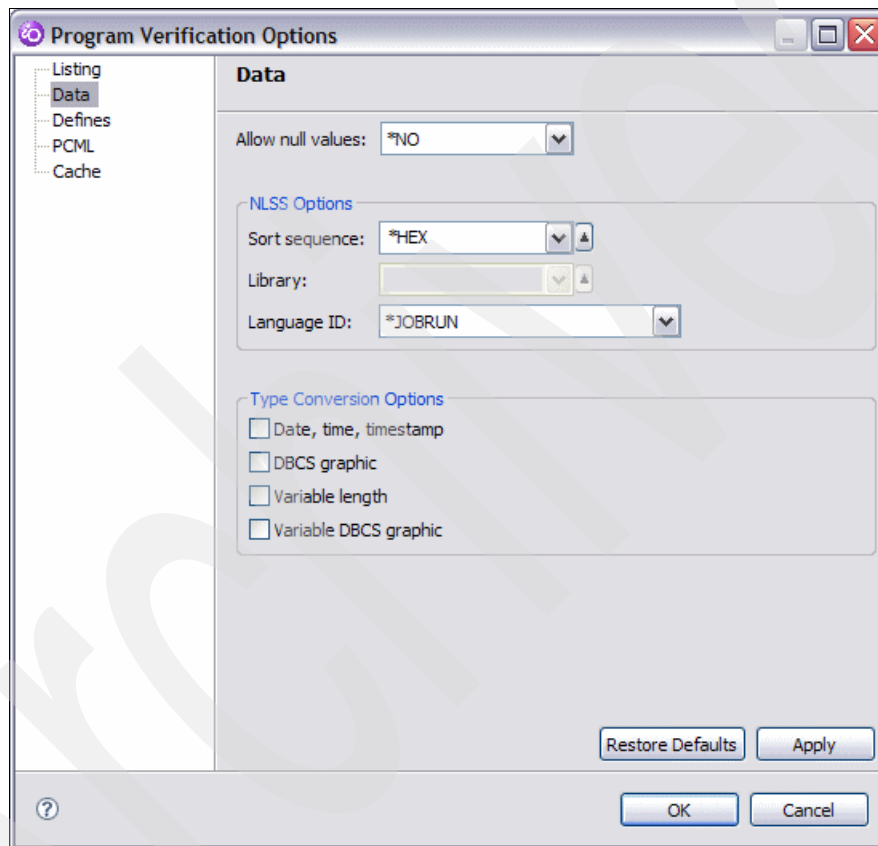 Program Verification Options
Listing
Data
Defines
PCML
Cache
Data
Allow null values: *NO
NLSS Options
Sort sequence: *HEX
Library:
Language ID: *JOBRUN
Type Conversion Options
Date, time, timestamp
DBCS graphic
Variable length
Variable DBCS graphic
Restore Defaults Apply
? OK Cancel